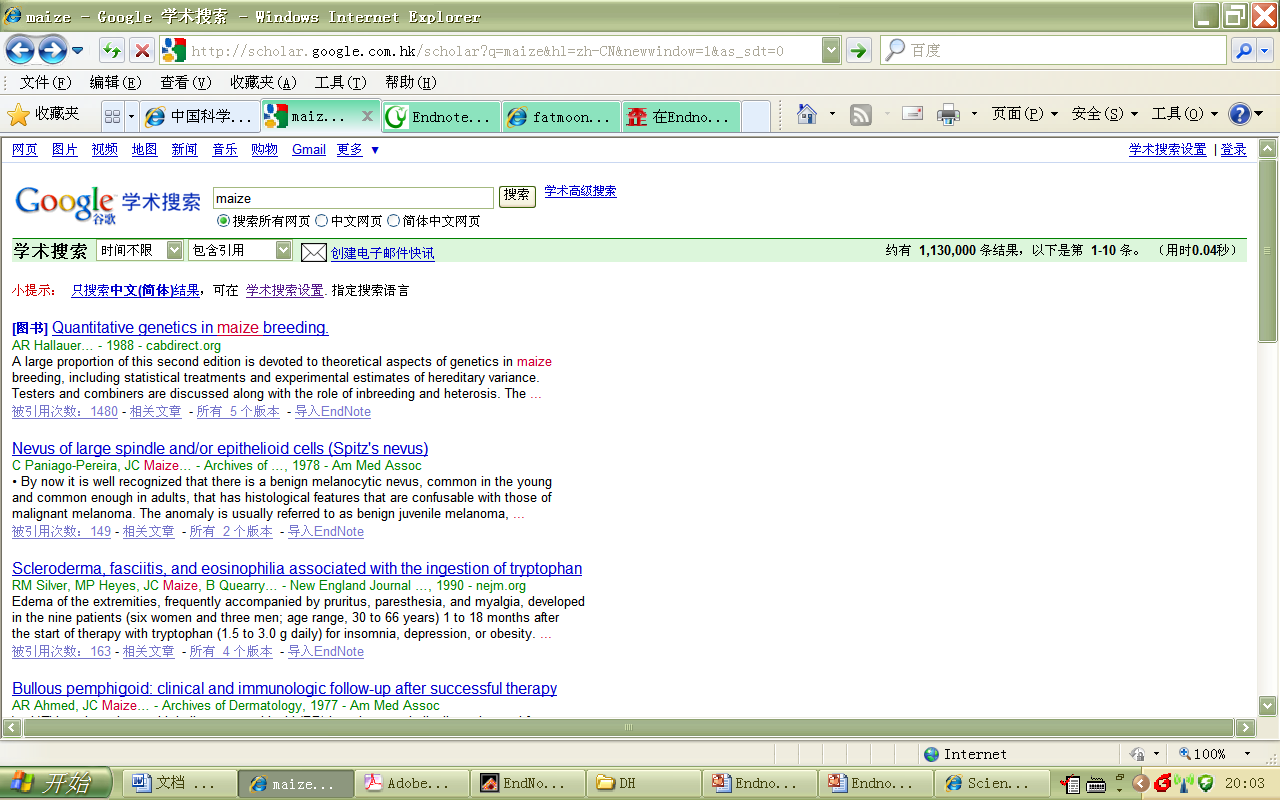 maize - Google 学术搜索 - Windows Internet Explorer
http://scholar.google.com.hk/scholar?q=maize&hl=zh-CN&newwindow=1&as_sdt=0
百度
文件(F) 编辑(E) 查看(V) 收藏夹(A) 工具(T) 帮助(H)
收藏夹 中国科学... maiz... Endnote... fatmoon... 在Endno... 页面(P) 安全(S) 工具(O)
网页 图片 视频 地图 新闻 音乐 购物 Gmail 更多 ▼ 学术搜索设置 | 登录
Google 谷歌 学术搜索 maize 搜索 学术高级搜索
搜索所有网页 中文网页 简体中文网页
学术搜索 时间不限 包含引用 创建电子邮件快讯 约有 1,130,000 条结果，以下是第 1-10 条。 （用时0.04秒）
小提示： 只搜索中文(简体)结果，可在 学术搜索设置. 指定搜索语言
[图书] Quantitative genetics in maize breeding.
AR Hallauer… - 1988 - cabdirect.org
A large proportion of this second edition is devoted to theoretical aspects of genetics in maize
breeding, including statistical treatments and experimental estimates of hereditary variance.
Testers and combiners are discussed along with the role of inbreeding and heterosis. The ...
被引用次数：1480 - 相关文章 - 所有 5 个版本 - 导入EndNote
Nevus of large spindle and/or epithelioid cells (Spitz's nevus)
C Paniago-Pereira, JC Maize… - Archives of …, 1978 - Am Med Assoc
• By now it is well recognized that there is a benign melanocytic nevus, common in the young
and common enough in adults, that has histological features that are confusable with those of
malignant melanoma. The anomaly is usually referred to as benign juvenile melanoma, ...
被引用次数：149 - 相关文章 - 所有 2 个版本 - 导入EndNote
Scleroderma, fasciitis, and eosinophilia associated with the ingestion of tryptophan
RM Silver, MP Heyes, JC Maize, B Quearry… - New England Journal …, 1990 - nejm.org
Edema of the extremities, frequently accompanied by pruritus, paresthesia, and myalgia, developed
in the nine patients (six women and three men; age range, 30 to 66 years) 1 to 18 months after
the start of therapy with tryptophan (1.5 to 3.0 g daily) for insomnia, depression, or obesity. ...
被引用次数：163 - 相关文章 - 所有 4 个版本 - 导入EndNote
Bullous pemphigoid: clinical and immunologic follow-up after successful therapy
AR Ahmed, JC Maize… - Archives of Dermatology, 1977 - Am Med Assoc
Internet 100%
开始 文档 ... maize... Adobe... EndNo... DH Endno... Endno... Scien... 20:03